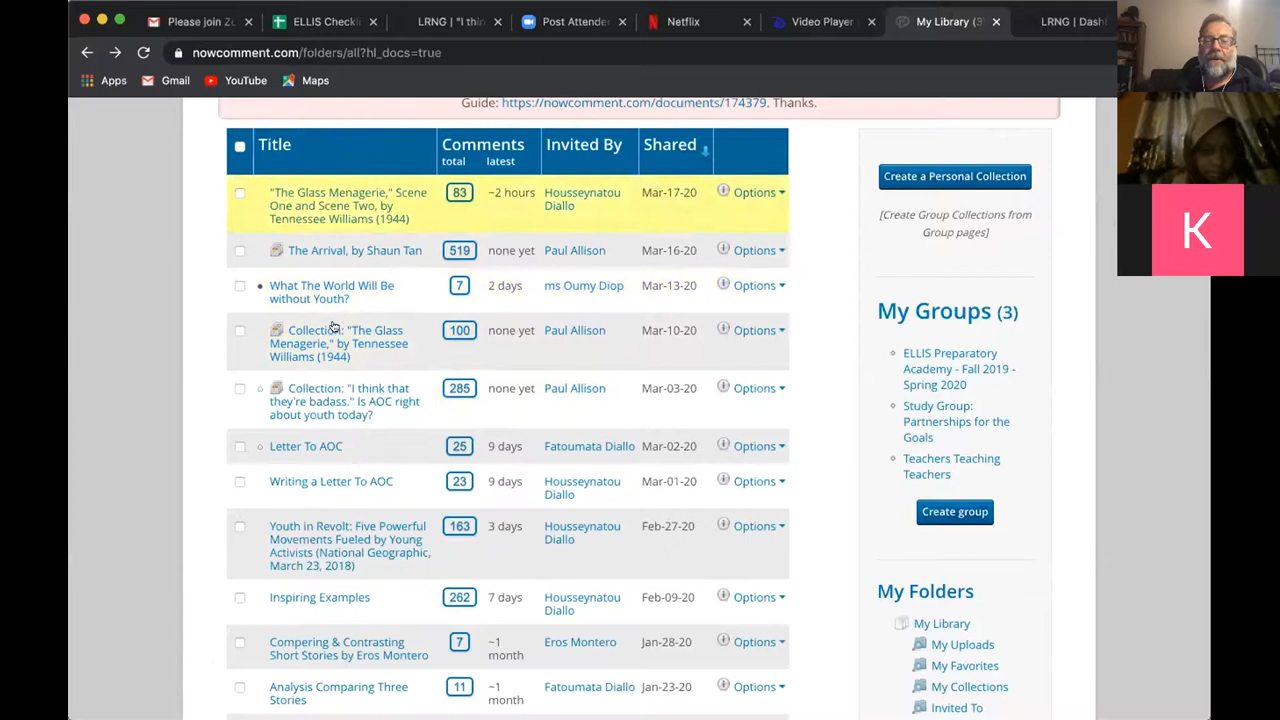 Please join Zu
ELLIS Checkli
LRNG | "I thin
Post Attende
Netflix
Video Player
My Library (3
LRNG | Dash
nowcomment.com/folders/all?hl_docs=true
Apps
Gmail
YouTube
Maps
Guide: https://nowcomment.com/documents/174379. Thanks.
Title
Comments
total
latest
Invited By
Shared
"The Glass Menagerie," Scene
One and Scene Two, by
Tennessee Williams (1944)
83
~2 hours
Housseynatou
Diallo
Mar-17-20
Options
The Arrival, by Shaun Tan
519
none yet
Paul Allison
Mar-16-20
Options
What The World Will Be
without Youth?
7
2 days
ms Oumy Diop
Mar-13-20
Options
Collection: "The Glass
Menagerie," by Tennessee
Williams (1944)
100
none yet
Paul Allison
Mar-10-20
Options
Collection: "I think that
they're badass." Is AOC right
about youth today?
285
none yet
Paul Allison
Mar-03-20
Options
Letter To AOC
25
9 days
Fatoumata Diallo
Mar-02-20
Options
Writing a Letter To AOC
23
9 days
Housseynatou
Diallo
Mar-01-20
Options
Youth in Revolt: Five Powerful
Movements Fueled by Young
Activists (National Geographic,
March 23, 2018)
163
3 days
Housseynatou
Diallo
Feb-27-20
Options
Inspiring Examples
262
7 days
Housseynatou
Diallo
Feb-09-20
Options
Compering & Contrasting
Short Stories by Eros Montero
7
~1
month
Eros Montero
Jan-28-20
Options
Analysis Comparing Three
Stories
11
~1
month
Fatoumata Diallo
Jan-23-20
Options
Create a Personal Collection
[Create Group Collections from
Group pages]
My Groups (3)
ELLIS Preparatory
Academy - Fall 2019 -
Spring 2020
Study Group:
Partnerships for the
Goals
Teachers Teaching
Teachers
Create group
My Folders
My Library
My Uploads
My Favorites
My Collections
Invited To
K